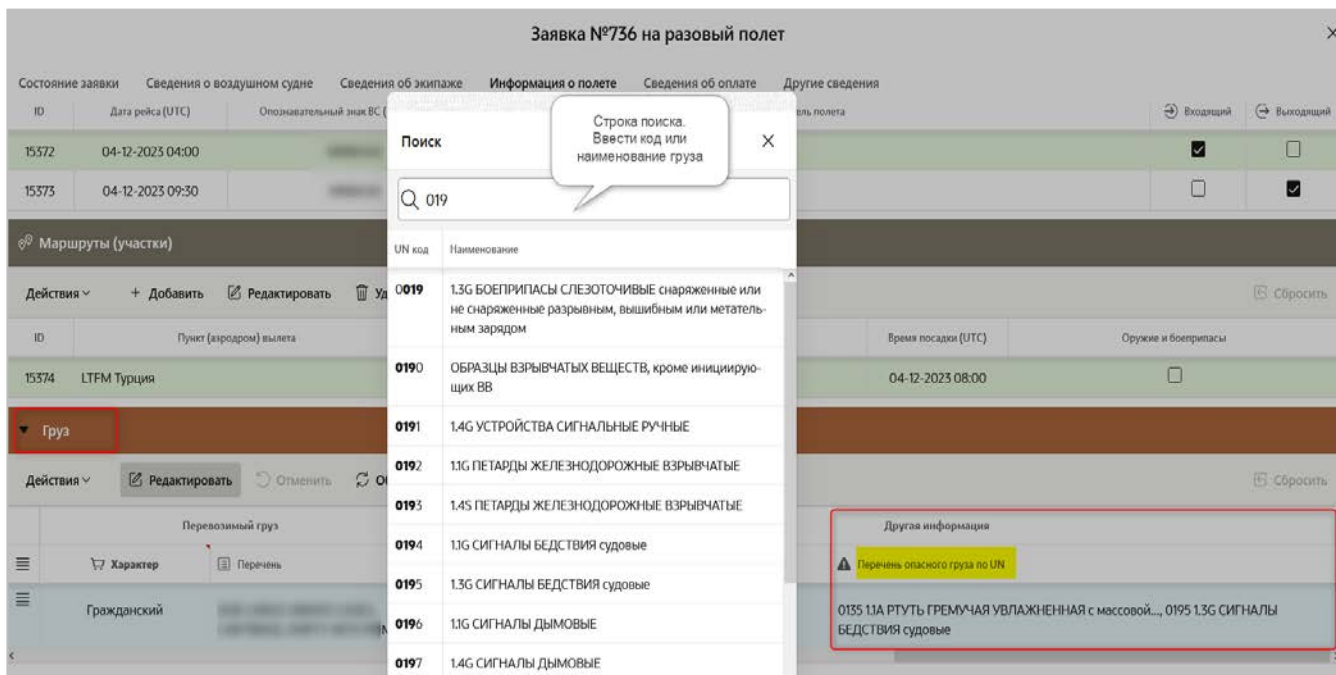 Заявка №736 на разовый полет
Состояние заявки Сведения о воздушном судне Сведения об экипаже Информация о полете Сведения об оплате Другие сведения
ID Дата рейса (UTC) Опознавательный знак ВС ( ель полета Входящий Выходящий
15372 04-12-2023 04:00
15373 04-12-2023 09:30
Поиск
Строка поиска.
Ввести код или
наименование груза
019
Маршруты (участки)
Действия + Добавить Редактировать Уд Сбросить
ID Пункт (аэродром) вылета Время посадки (UTC) Оружие и боеприпасы
15374 LTFM Турция 04-12-2023 08:00
Груз
Действия Редактировать Отменить Об Сбросить
Перевозимый груз Другая информация
Характер Перечень Перечень опасного груза по UN
Гражданский
0135 1.1A РТУТЬ ГРЕМУЧАЯ УВЛАЖНЕННАЯ с массовой..., 0195 1.3G СИГНАЛЫ
БЕДСТВИЯ судовые
UN код Наименование
0019 1.3G БОЕПРИПАСЫ СЛЕЗОТОЧИВЫЕ снаряженные или
не снаряженные разрывным, вышибным или метатель-
ным зарядом
0190 ОБРАЗЦЫ ВЗРЫВЧАТЫХ ВЕЩЕСТВ, кроме инициирую-
щих ВВ
0191 1.4G УСТРОЙСТВА СИГНАЛЬНЫЕ РУЧНЫЕ
0192 1.1G ПЕТАРДЫ ЖЕЛЕЗНОДОРОЖНЫЕ ВЗРЫВЧАТЫЕ
0193 1.4S ПЕТАРДЫ ЖЕЛЕЗНОДОРОЖНЫЕ ВЗРЫВЧАТЫЕ
0194 1.1G СИГНАЛЫ БЕДСТВИЯ судовые
0195 1.3G СИГНАЛЫ БЕДСТВИЯ судовые
0196 1.1G СИГНАЛЫ ДЫМОВЫЕ
0197 1.4G СИГНАЛЫ ДЫМОВЫЕ